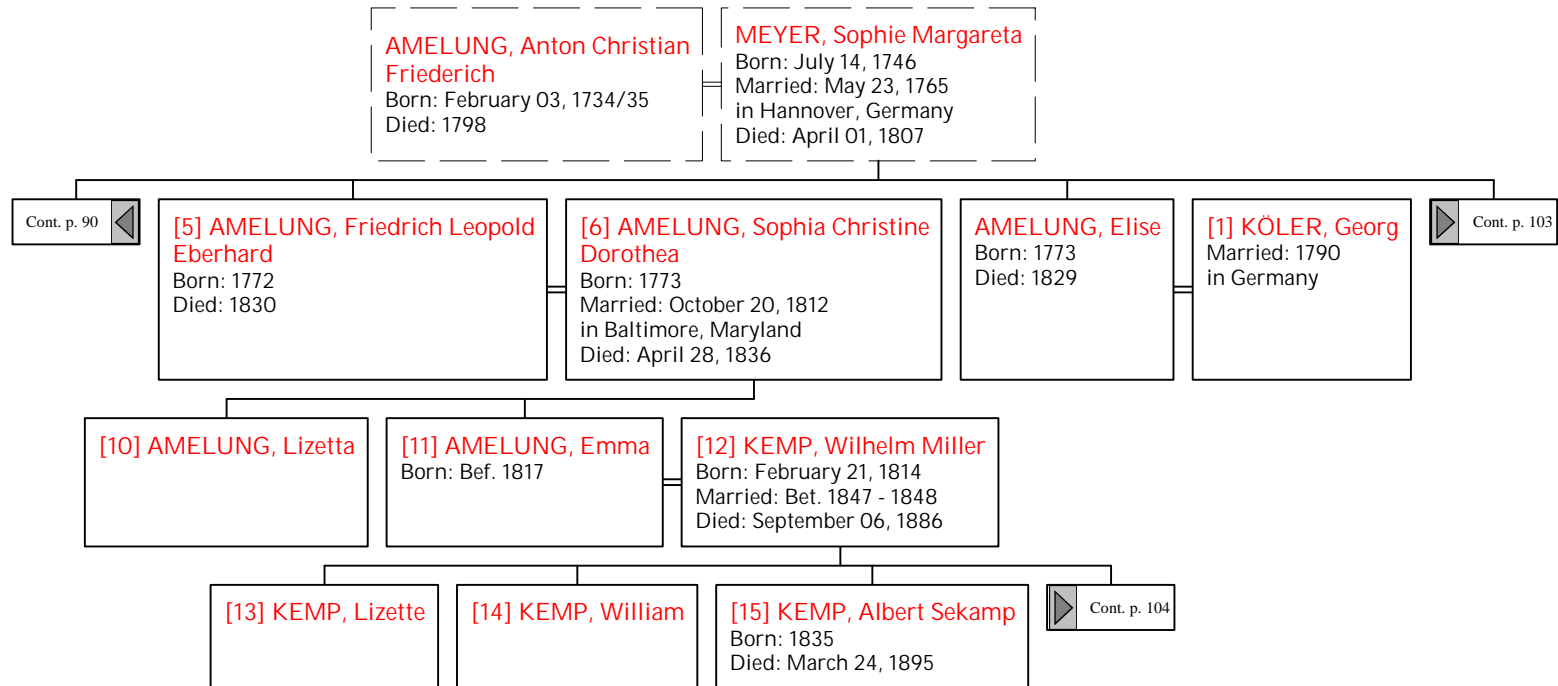 AMELUNG, Anton Christian
Friederich
Born: February 03, 1734/35
Died: 1798
MEYER, Sophie Margareta
Born: July 14, 1746
Married: May 23, 1765
in Hannover, Germany
Died: April 01, 1807
Cont. p. 90
[5] AMELUNG, Friedrich Leopold
Eberhard
Born: 1772
Died: 1830
[6] AMELUNG, Sophia Christine
Dorothea
Born: 1773
Married: October 20, 1812
in Baltimore, Maryland
Died: April 28, 1836
AMELUNG, Elise
Born: 1773
Died: 1829
[1] KÖLER, Georg
Married: 1790
in Germany
Cont. p. 103
[10] AMELUNG, Lizetta
[11] AMELUNG, Emma
Born: Bef. 1817
[12] KEMP, Wilhelm Miller
Born: February 21, 1814
Married: Bet. 1847 - 1848
Died: September 06, 1886
[13] KEMP, Lizette
[14] KEMP, William
[15] KEMP, Albert Sekamp
Born: 1835
Died: March 24, 1895
Cont. p. 104